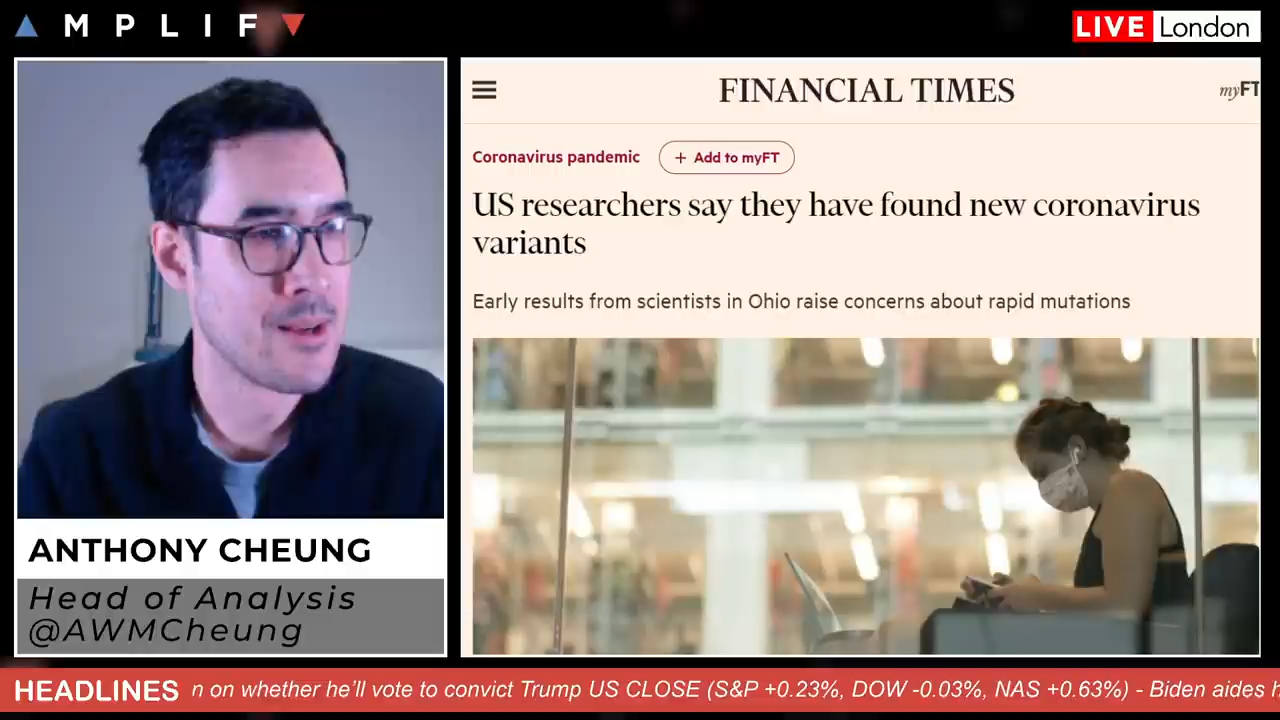 AMPLIFY
LIVE London
FINANCIAL TIMES
myFT
Coronavirus pandemic
+ Add to myFT
US researchers say they have found new coronavirus
variants
Early results from scientists in Ohio raise concerns about rapid mutations
ANTHONY CHEUNG
Head of Analysis
@AWMCheung
HEADLINES n on whether he'll vote to convict Trump US CLOSE (S&P +0.23%, DOW -0.03%, NAS +0.63%) - Biden aides h